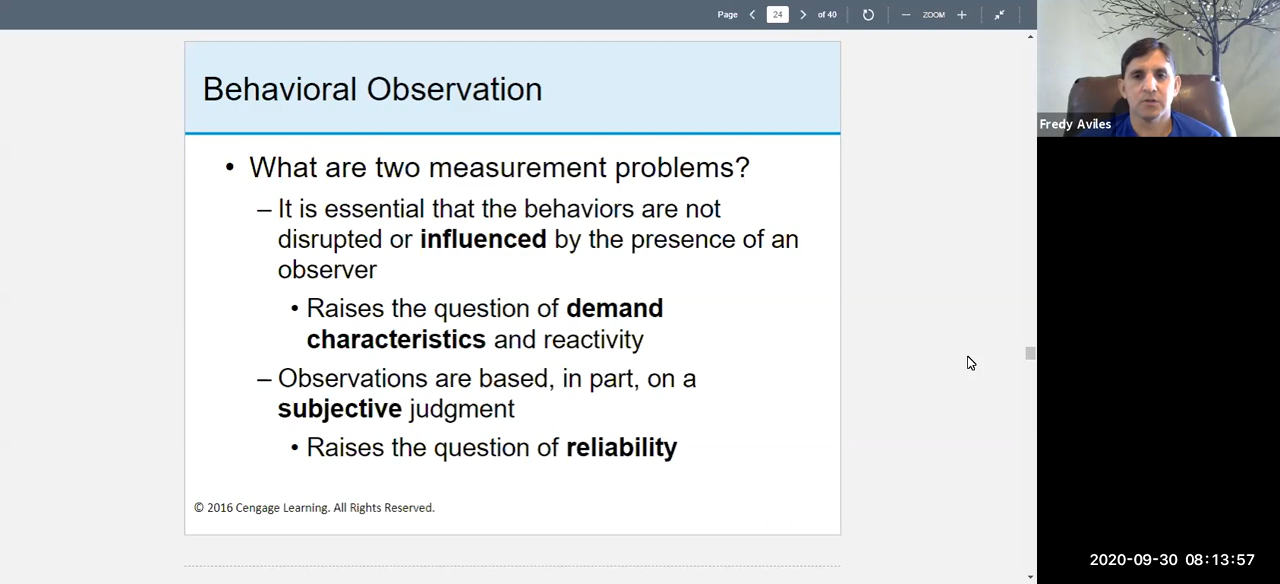 Page 24 of 40 ZOOM
Behavioral Observation
• What are two measurement problems?
– It is essential that the behaviors are not
disrupted or influenced by the presence of an
observer
• Raises the question of demand
characteristics and reactivity
– Observations are based, in part, on a
subjective judgment
• Raises the question of reliability
© 2016 Cengage Learning. All Rights Reserved.
Fredy Aviles
2020-09-30 08:13:57